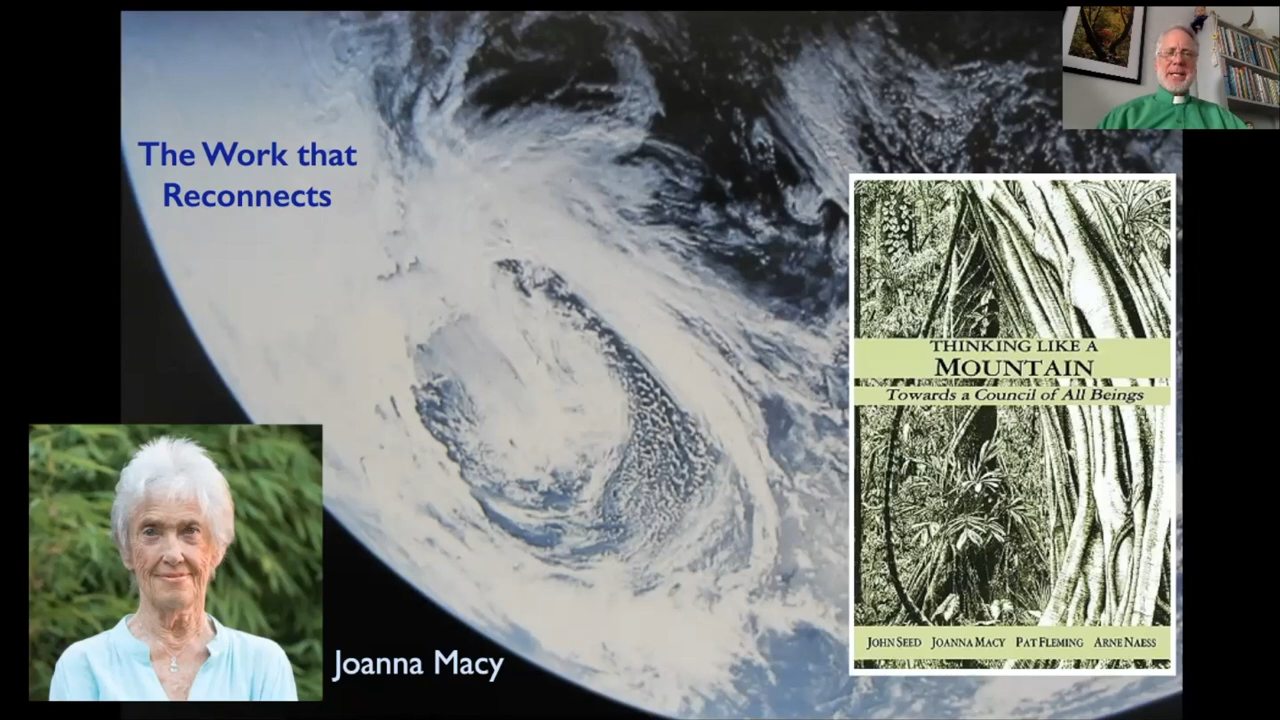 The Work that
Reconnects
THINKING LIKE A
MOUNTAIN
Towards a Council of All Beings
JOHN SEED JOANNA MACY PAT FLEMING ARNE NAESS
Joanna Macy